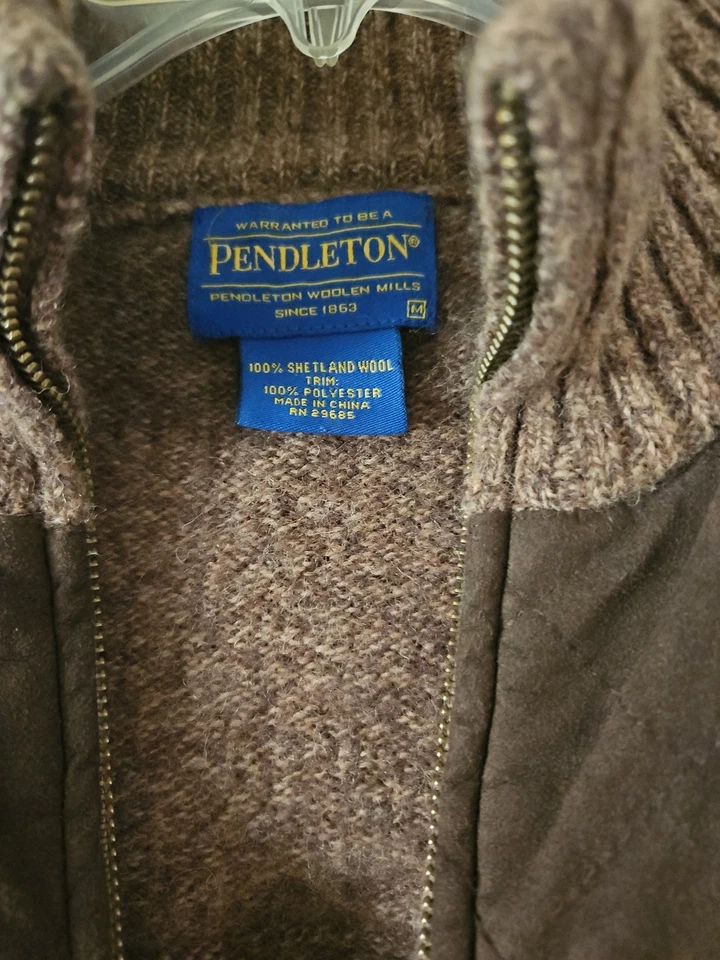 WARRANTED TO BE A
PENDLETON®
PENDLETON WOOLEN MILLS
SINCE 1863
M
100% SHETLAND WOOL
TRIM:
100% POLYESTER
MADE IN CHINA
RN 29685